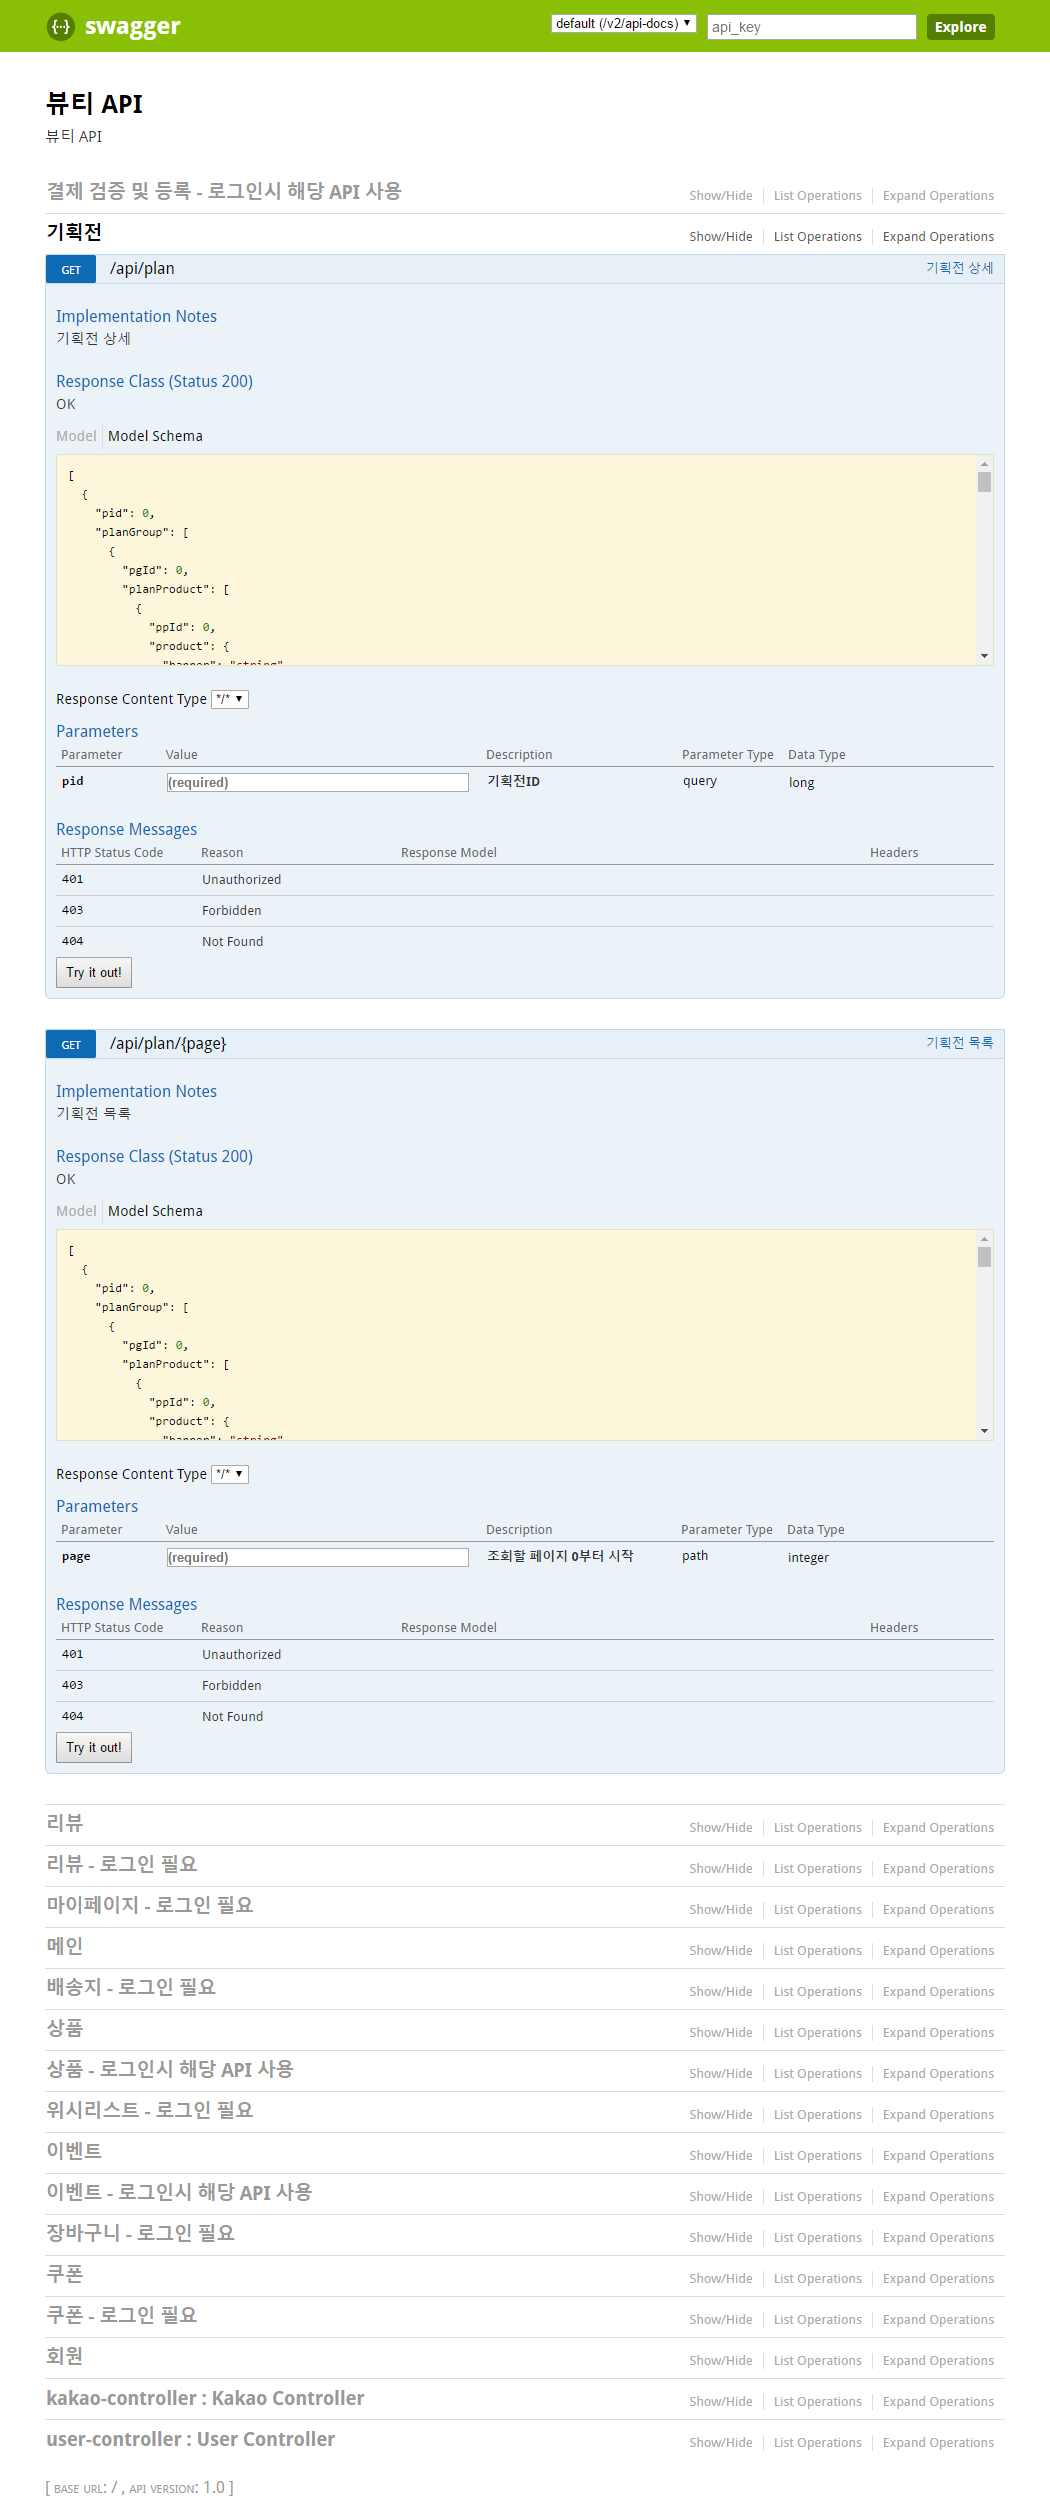 {···} swagger default (/v2/api-docs) api_key Explore
뷰티 API
뷰티 API
결제 검증 및 등록 - 로그인시 해당 API 사용 Show/Hide List Operations Expand Operations
기획전 Show/Hide List Operations Expand Operations
GET /api/plan 기획전 상세
Implementation Notes
기획전 상세
Response Class (Status 200)
OK
Model Model Schema
[
{
"pid": 0,
"planGroup": [
{
"pgId": 0,
"planProduct": [
{
"ppId": 0,
"product": {
"banner": "string"
Response Content Type */*
Parameters
Parameter Value Description Parameter Type Data Type
pid (required) 기획전ID query long
Response Messages
HTTP Status Code Reason Response Model Headers
401 Unauthorized
403 Forbidden
404 Not Found
Try it out!
GET /api/plan/{page} 기획전 목록
Implementation Notes
기획전 목록
Response Class (Status 200)
OK
Model Model Schema
[
{
"pid": 0,
"planGroup": [
{
"pgId": 0,
"planProduct": [
{
"ppId": 0,
"product": {
"banner": "string"
Response Content Type */*
Parameters
Parameter Value Description Parameter Type Data Type
page (required) 조회할 페이지 0부터 시작 path integer
Response Messages
HTTP Status Code Reason Response Model Headers
401 Unauthorized
403 Forbidden
404 Not Found
Try it out!
리뷰 Show/Hide List Operations Expand Operations
리뷰 - 로그인 필요 Show/Hide List Operations Expand Operations
마이페이지 - 로그인 필요 Show/Hide List Operations Expand Operations
메인 Show/Hide List Operations Expand Operations
배송지 - 로그인 필요 Show/Hide List Operations Expand Operations
상품 Show/Hide List Operations Expand Operations
상품 - 로그인시 해당 API 사용 Show/Hide List Operations Expand Operations
위시리스트 - 로그인 필요 Show/Hide List Operations Expand Operations
이벤트 Show/Hide List Operations Expand Operations
이벤트 - 로그인시 해당 API 사용 Show/Hide List Operations Expand Operations
장바구니 - 로그인 필요 Show/Hide List Operations Expand Operations
쿠폰 Show/Hide List Operations Expand Operations
쿠폰 - 로그인 필요 Show/Hide List Operations Expand Operations
회원 Show/Hide List Operations Expand Operations
kakao-controller : Kakao Controller Show/Hide List Operations Expand Operations
user-controller : User Controller Show/Hide List Operations Expand Operations
[ BASE URL: / , API VERSION: 1.0 ]